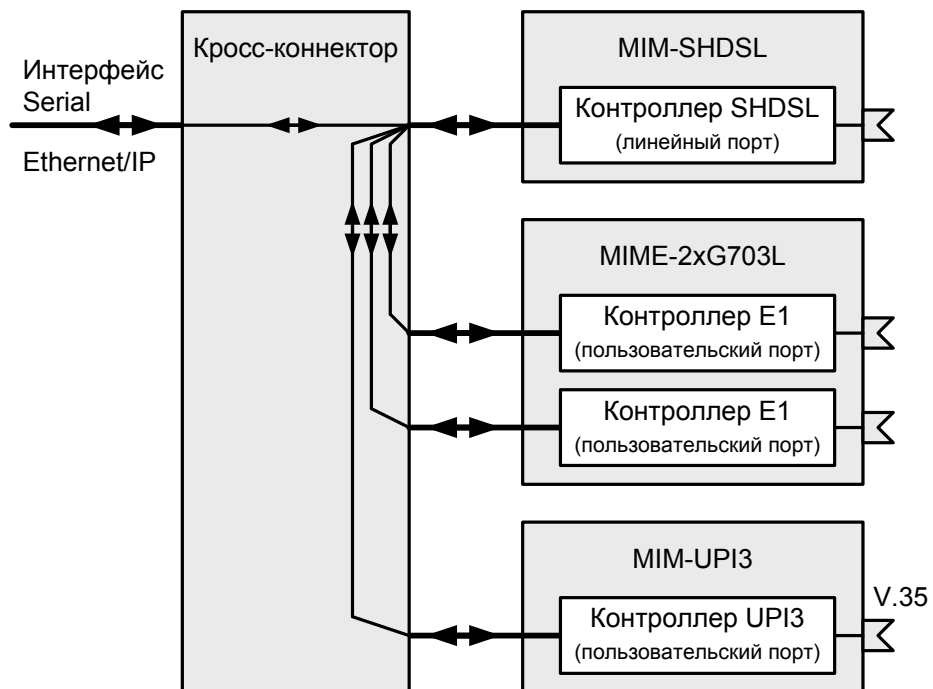 Кросс-коннектор
Интерфейс
Serial
Ethernet/IP
MIM-SHDSL
Контроллер SHDSL
(линейный порт)
MIME-2xG703L
Контроллер E1
(пользовательский порт)
Контроллер E1
(пользовательский порт)
MIM-UPI3
Контроллер UPI3
(пользовательский порт)
V.35